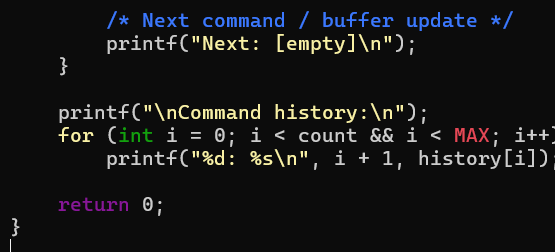 /* Next command / buffer update */
printf("Next: [empty]\n");
}
printf("\nCommand history:\n");
for (int i = 0; i < count && i < MAX; i++)
printf("%d: %s\n", i + 1, history[i]);
return 0;
}